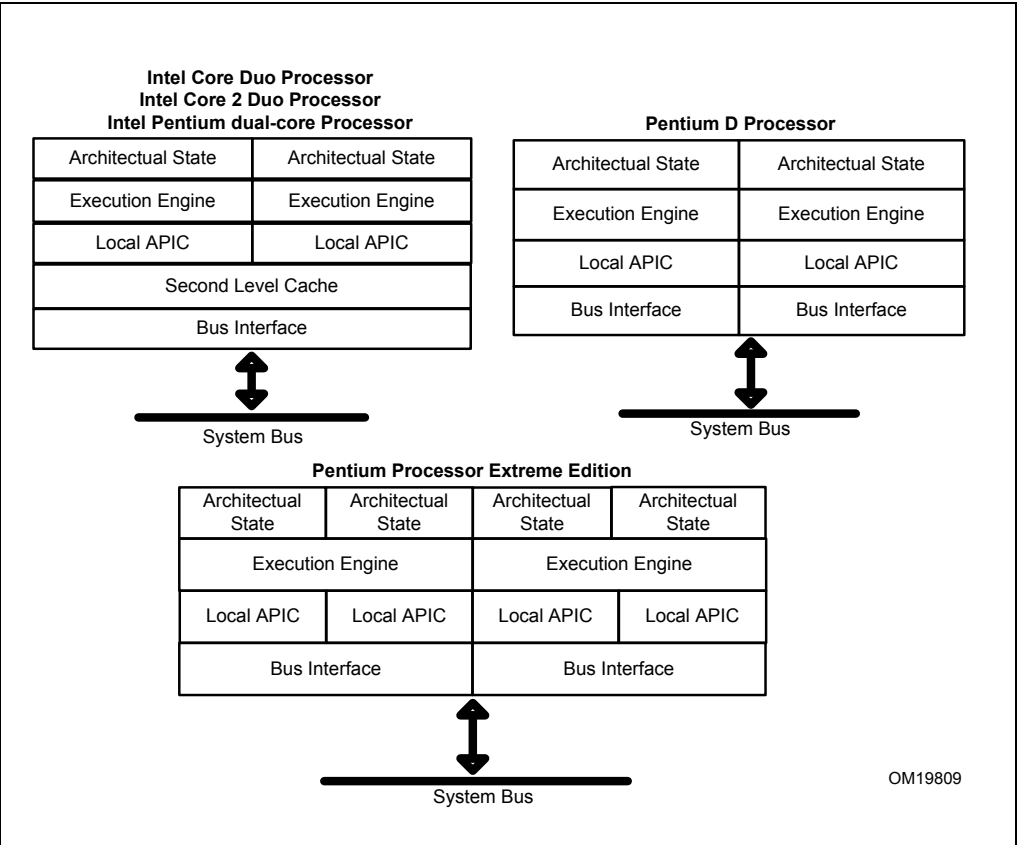 Intel Core Duo Processor
Intel Core 2 Duo Processor
Intel Pentium dual-core Processor
Architectual State Architectual State
Execution Engine Execution Engine
Local APIC Local APIC
Second Level Cache
Bus Interface
System Bus
Pentium D Processor
Architectual State Architectual State
Execution Engine Execution Engine
Local APIC Local APIC
Bus Interface Bus Interface
System Bus
Pentium Processor Extreme Edition
Architectual Architectual Architectual Architectual
State State State State
Execution Engine Execution Engine
Local APIC Local APIC Local APIC Local APIC
Bus Interface Bus Interface
System Bus
OM19809